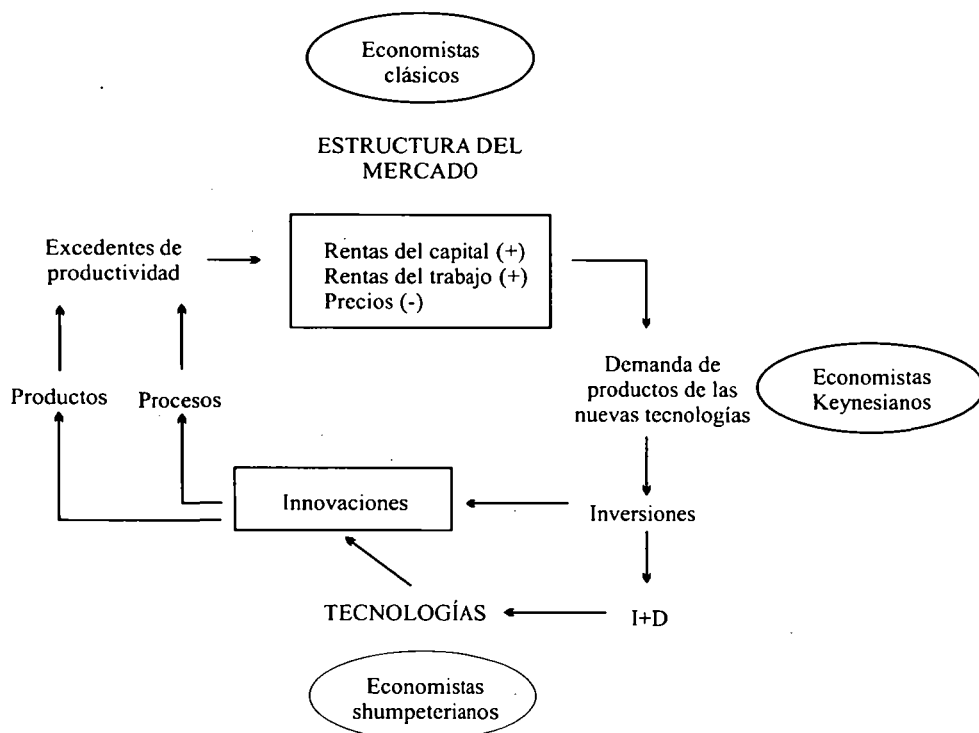 Economistas
clásicos
ESTRUCTURA DEL
MERCADO
Excedentes de
productividad
Rentas del capital (+)
Rentas del trabajo (+)
Precios (-)
Productos
Procesos
Demanda de
productos de las
nuevas tecnologías
Economistas
Keynesianos
Innovaciones
Inversiones
TECNOLOGÍAS
I+D
Economistas
shumpeterianos